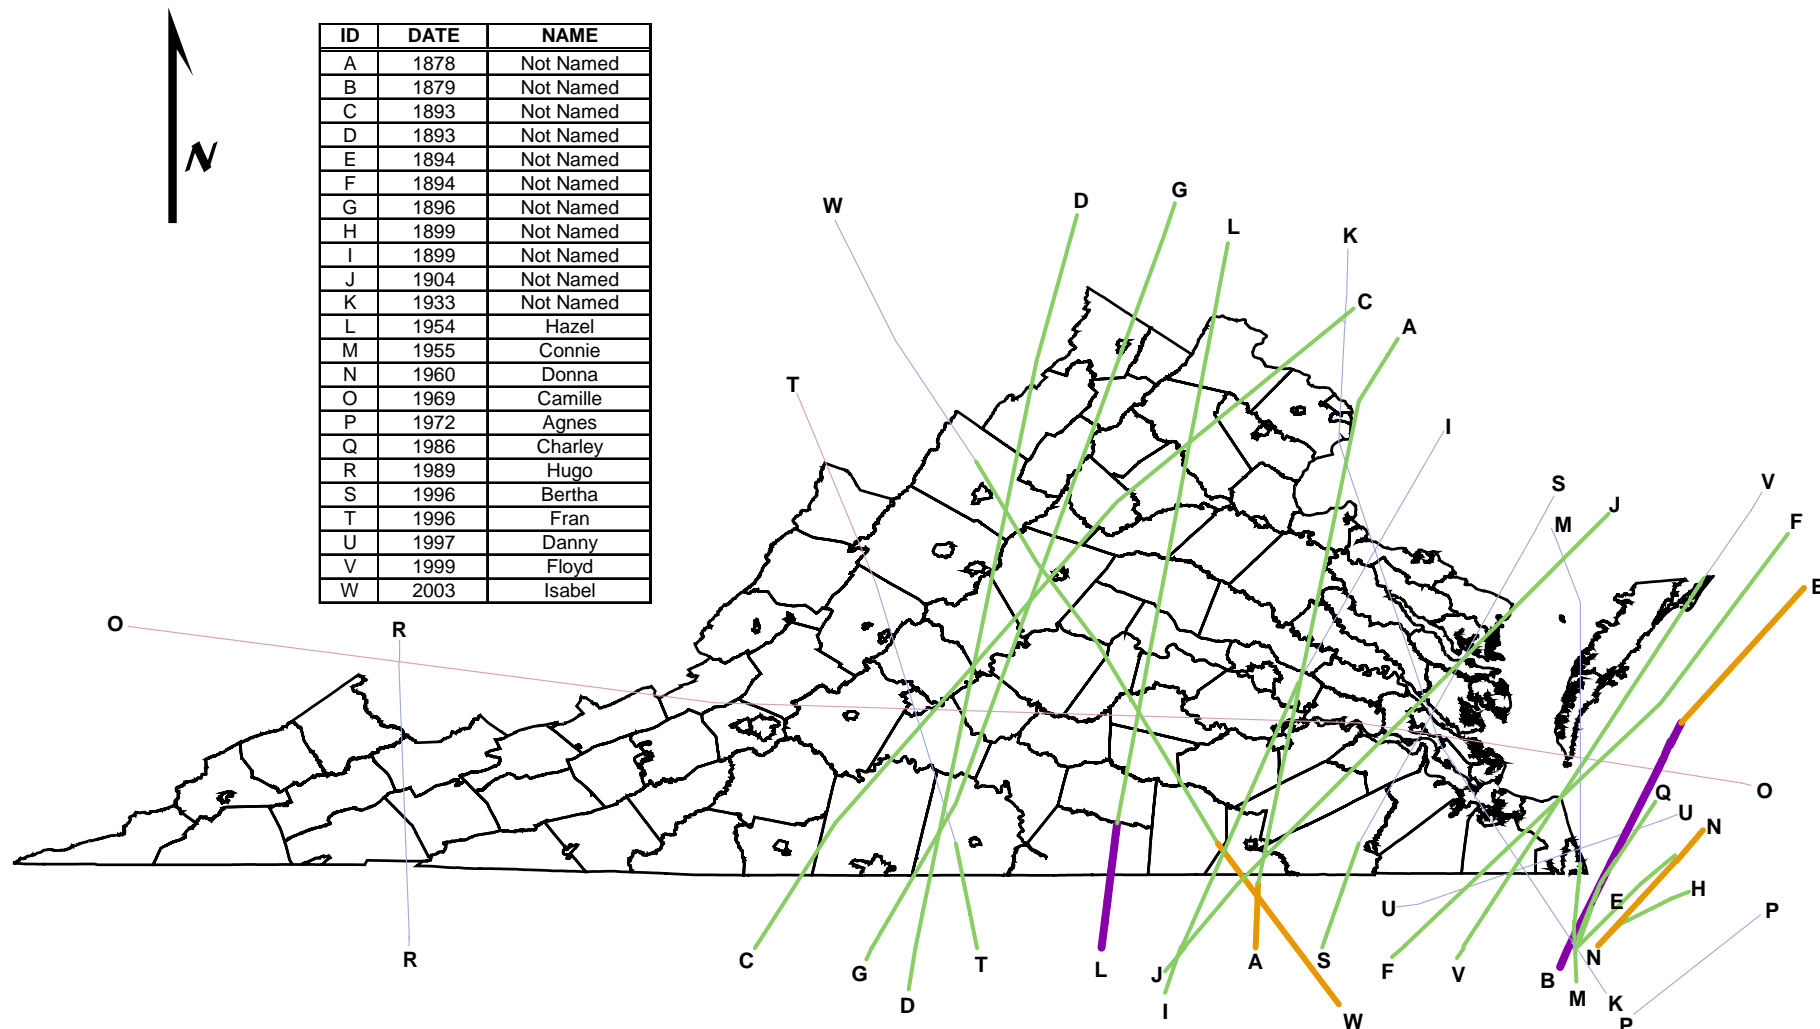 ID DATE NAME
A 1878 Not Named
B 1879 Not Named
C 1893 Not Named
D 1893 Not Named
E 1894 Not Named
F 1894 Not Named
G 1896 Not Named
H 1899 Not Named
I 1899 Not Named
J 1904 Not Named
K 1933 Not Named
L 1954 Hazel
M 1955 Connie
N 1960 Donna
O 1969 Camille
P 1972 Agnes
Q 1986 Charley
R 1989 Hugo
S 1996 Bertha
T 1996 Fran
U 1997 Danny
V 1999 Floyd
W 2003 Isabel
N
W
D
G
L
K
C
A
T
I
S
M
J
V
F
B
O
R
O
Q
U
N
E
H
U
P
R
C
G
D
T
L
J
I
A
S
W
F
V
B
N
M
K
P